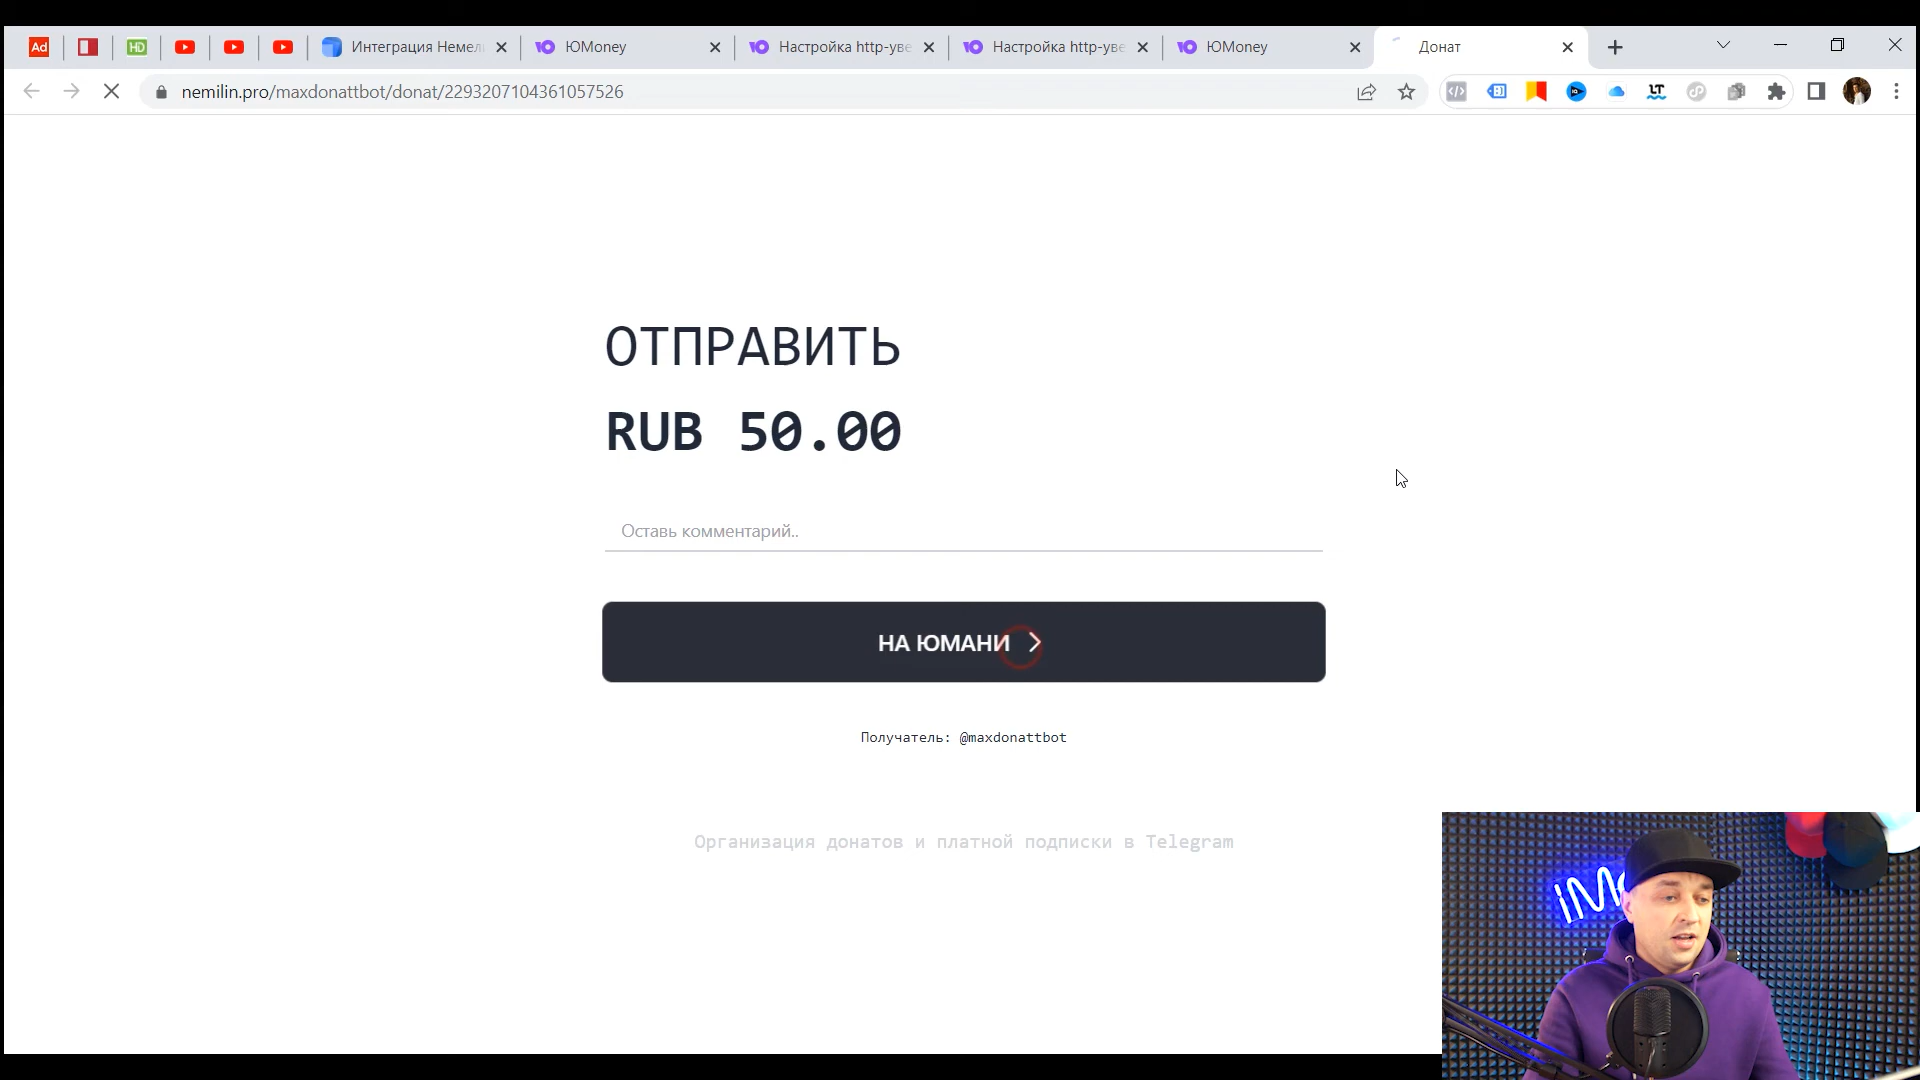 Ad
HD
Интеграция Немел
ЮMoney
Настройка http-уве
Настройка http-уве
ЮMoney
Донат
nemilin.pro/maxdonattbot/donat/2293207104361057526
LT
ОТПРАВИТЬ
RUB 50.00
Оставь комментарий..
НА ЮМАНИ
Получатель: @maxdonattbot
Организация донатов и платной подписки в Telegram